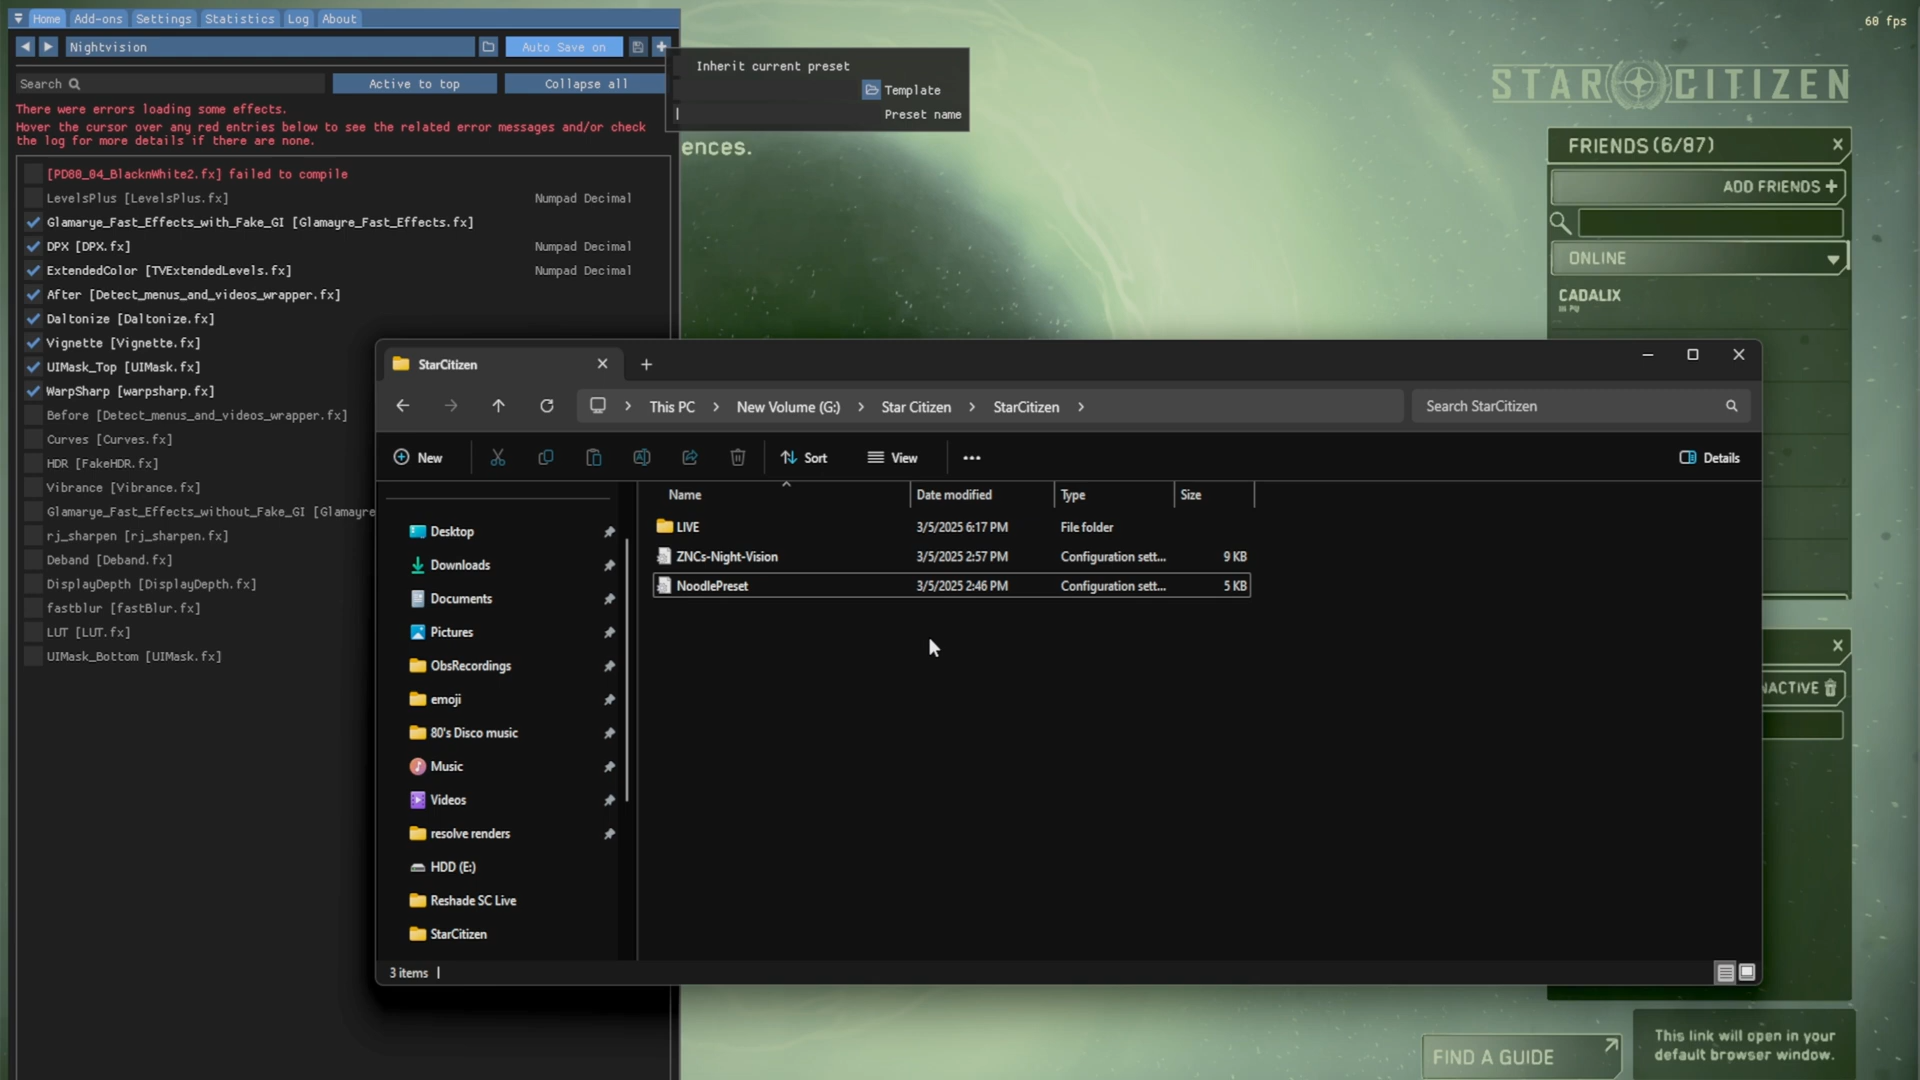 Home Add-ons Settings Statistics Log About
60 fps
Nightvision
Auto Save on
Search
Active to top
Collapse all
Inherit current preset
Template
Preset name
There were errors loading some effects.
Hover the cursor over any red entries below to see the related error messages and/or check
the log for more details if there are none.
ences.
[PD80_04_BlacknWhite2.fx] failed to compile
LevelsPlus [LevelsPlus.fx] Numpad Decimal
Glamarye_Fast_Effects_with_Fake_GI [Glamayre_Fast_Effects.fx]
DPX [DPX.fx] Numpad Decimal
ExtendedColor [TVExtendedLevels.fx] Numpad Decimal
After [Detect_menus_and_videos_wrapper.fx]
Daltonize [Daltonize.fx]
Vignette [Vignette.fx]
UIMask_Top [UIMask.fx]
WarpSharp [warpsharp.fx]
Before [Detect_menus_and_videos_wrapper.fx]
Curves [Curves.fx]
HDR [FakeHDR.fx]
Vibrance [Vibrance.fx]
Glamarye_Fast_Effects_without_Fake_GI [Glamayre
rj_sharpen [rj_sharpen.fx]
Deband [Deband.fx]
DisplayDepth [DisplayDepth.fx]
fastblur [fastBlur.fx]
LUT [LUT.fx]
UIMask_Bottom [UIMask.fx]
STAR CITIZEN
FRIENDS (6/87)
ADD FRIENDS +
ONLINE
CADALIX
StarCitizen
This PC > New Volume (G:) > Star Citizen > StarCitizen >
Search StarCitizen
New
Sort
View
Details
Desktop
Downloads
Documents
Pictures
ObsRecordings
emoji
80's Disco music
Music
Videos
resolve renders
HDD (E:)
Reshade SC Live
StarCitizen
Name Date modified Type Size
LIVE 3/5/2025 6:17 PM File folder
ZNCs-Night-Vision 3/5/2025 2:57 PM Configuration sett... 9 KB
NoodlePreset 3/5/2025 2:46 PM Configuration sett... 5 KB
3 items
NACTIVE
FIND A GUIDE
This link will open in your
default browser window.